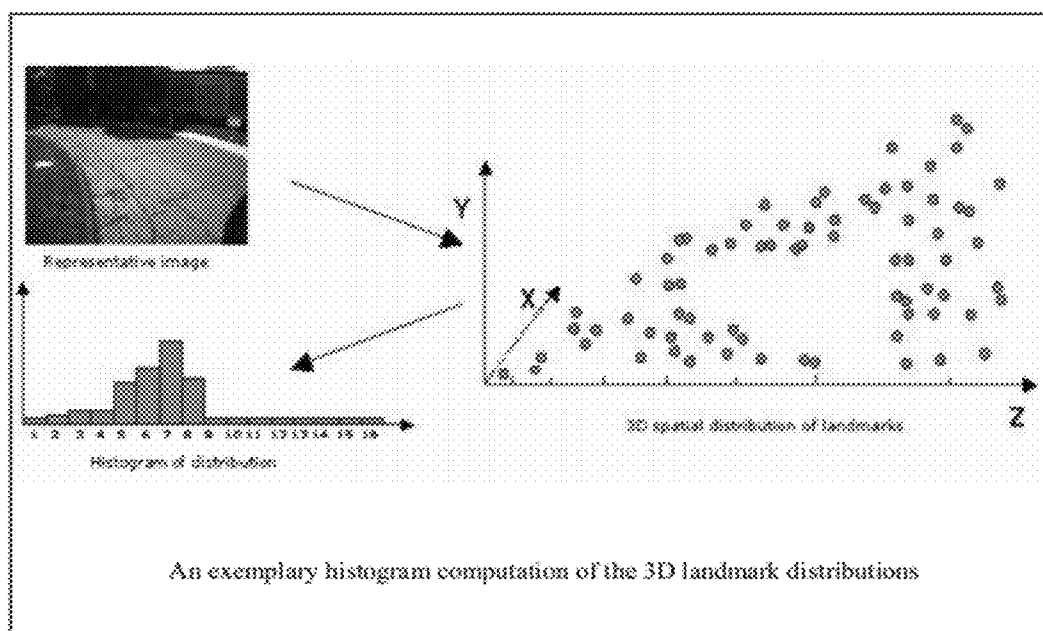 Representative image
Y
X
Z
1 2 3 4 5 6 7 8 9 10 11 12 13 14 15 16
Histogram of distribution
3D spatial distribution of landmarks
An exemplary histogram computation of the 3D landmark distributions